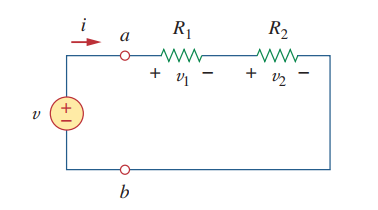 i a R₁ R₂
+ v₁ − + v₂ −
v + −
b